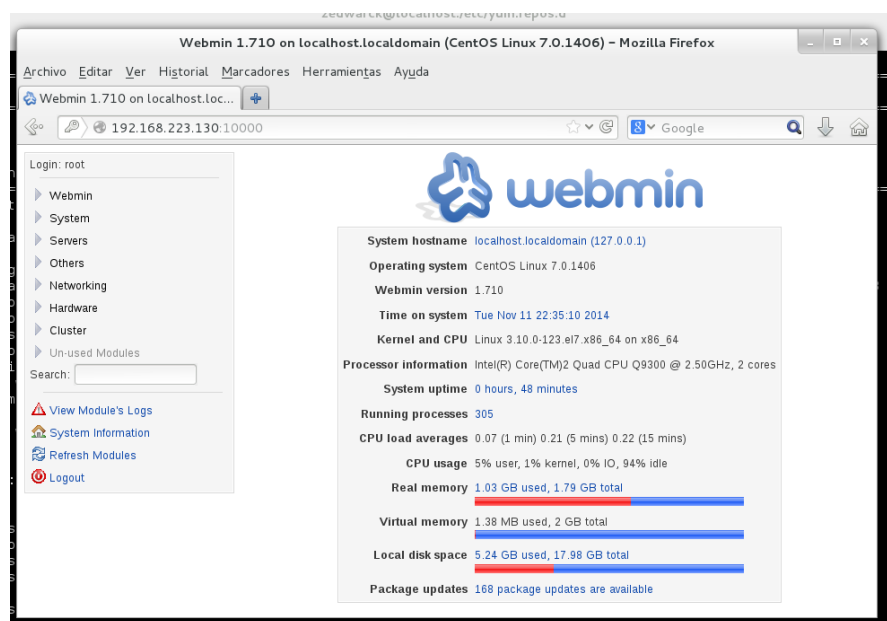 zedwarck@localhost:/etc/yum.repos.d
Webmin 1.710 on localhost.localdomain (CentOS Linux 7.0.1406) – Mozilla Firefox
Archivo Editar Ver Historial Marcadores Herramientas Ayuda
Webmin 1.710 on localhost.loc...
192.168.223.130:10000
8 Google
Login: root
Webmin
System
Servers
Others
Networking
Hardware
Cluster
Un-used Modules
Search:
View Module's Logs
System Information
Refresh Modules
Logout
webmin
System hostname localhost.localdomain (127.0.0.1)
Operating system CentOS Linux 7.0.1406
Webmin version 1.710
Time on system Tue Nov 11 22:35:10 2014
Kernel and CPU Linux 3.10.0-123.el7.x86_64 on x86_64
Processor information Intel(R) Core(TM)2 Quad CPU Q9300 @ 2.50GHz, 2 cores
System uptime 0 hours, 48 minutes
Running processes 305
CPU load averages 0.07 (1 min) 0.21 (5 mins) 0.22 (15 mins)
CPU usage 5% user, 1% kernel, 0% IO, 94% idle
Real memory 1.03 GB used, 1.79 GB total
Virtual memory 1.38 MB used, 2 GB total
Local disk space 5.24 GB used, 17.98 GB total
Package updates 168 package updates are available